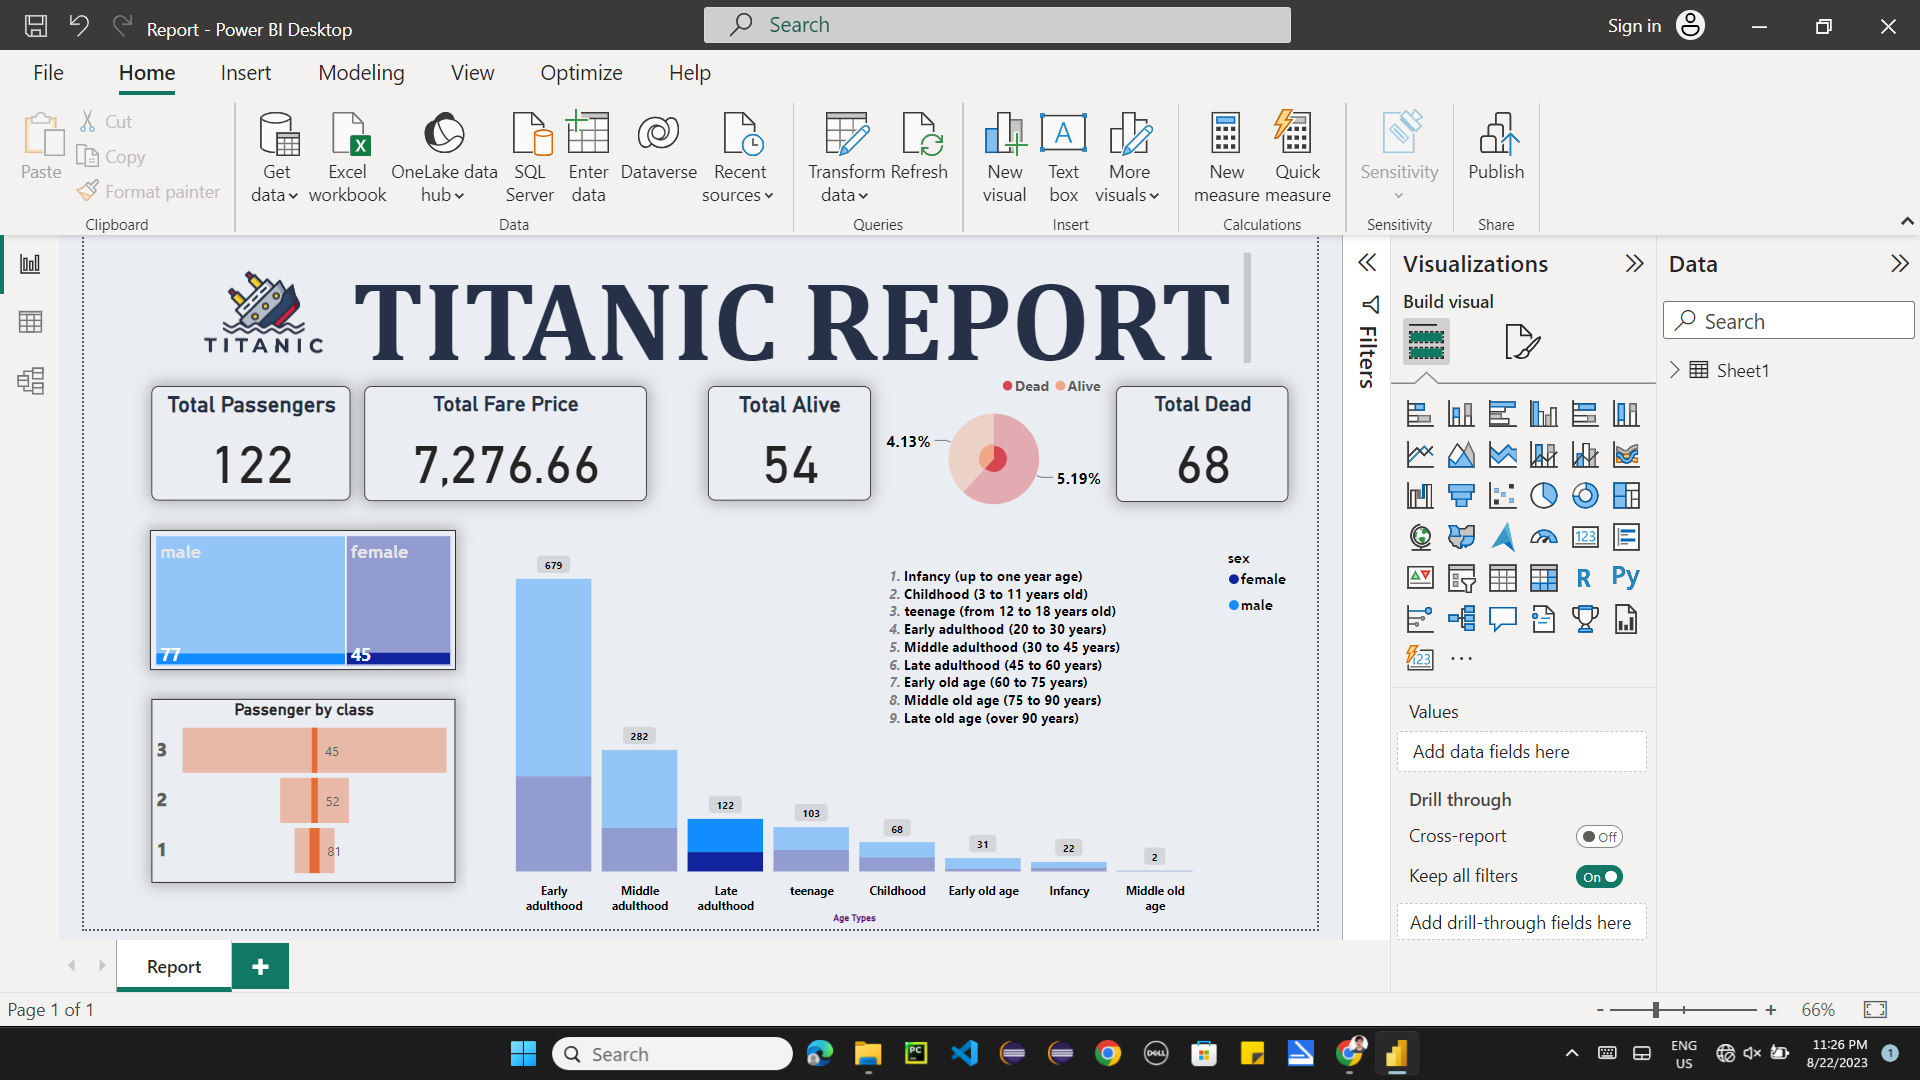 Report - Power BI Desktop
Search
Sign in
File Home Insert Modeling View Optimize Help
Paste
Cut
Copy
Format painter
Clipboard
Get data
Excel workbook
OneLake data hub
SQL Server
Enter data
Dataverse
Recent sources
Data
Transform data
Refresh
Queries
New visual
Text box
More visuals
Insert
New measure
Quick measure
Calculations
Sensitivity
Sensitivity
Publish
Share
TITANIC
TITANIC REPORT
Total Passengers
122
Total Fare Price
7,276.66
Total Alive
54
Dead Alive
4.13%
5.19%
Total Dead
68
male
77
female
45
Passenger by class
3 45
2 52
1 81
679
282
122
103
68
31
22
2
Early adulthood
Middle adulthood
Late adulthood
teenage
Childhood
Early old age
Infancy
Middle old age
Age Types
1. Infancy (up to one year age)
2. Childhood (3 to 11 years old)
3. teenage (from 12 to 18 years old)
4. Early adulthood (20 to 30 years)
5. Middle adulthood (30 to 45 years)
6. Late adulthood (45 to 60 years)
7. Early old age (60 to 75 years)
8. Middle old age (75 to 90 years)
9. Late old age (over 90 years)
sex
female
male
Filters
Visualizations
Build visual
123
R
Py
123
...
Values
Add data fields here
Drill through
Cross-report
Off
Keep all filters
On
Add drill-through fields here
Data
Search
Sheet1
Report
Page 1 of 1
- + 66%
Search
PC
DELL
ENG
US
11:26 PM
8/22/2023
1